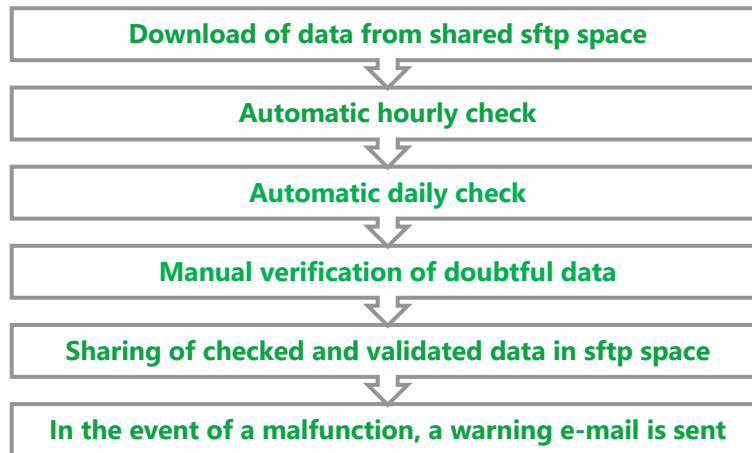 Download of data from shared sftp space
Automatic hourly check
Automatic daily check
Manual verification of doubtful data
Sharing of checked and validated data in sftp space
In the event of a malfunction, a warning e-mail is sent